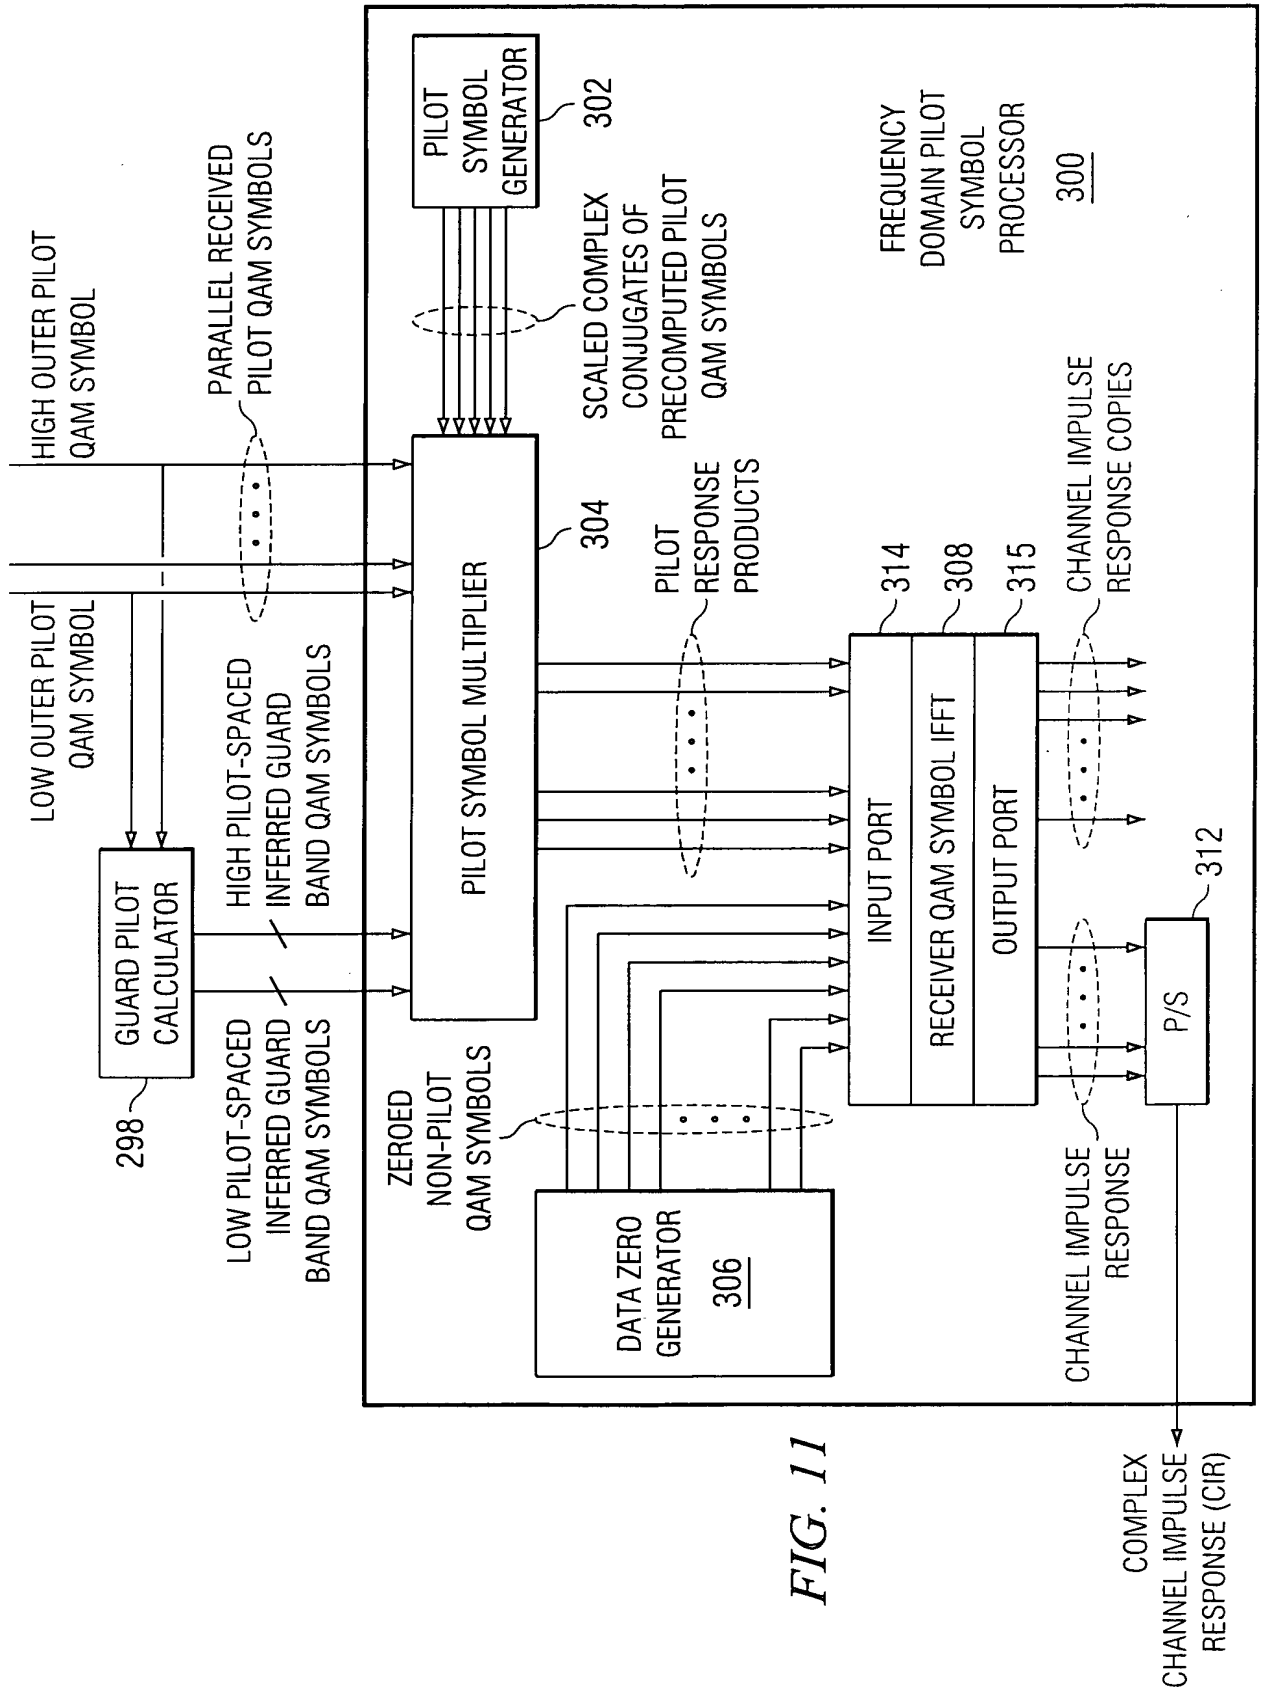 HIGH OUTER PILOT
QAM SYMBOL
PARALLEL RECEIVED
PILOT QAM SYMBOLS
LOW OUTER PILOT
QAM SYMBOL
HIGH PILOT-SPACED
INFERRED GUARD
BAND QAM SYMBOLS
GUARD PILOT
CALCULATOR
298
LOW PILOT-SPACED
INFERRED GUARD
BAND QAM SYMBOLS
PILOT
SYMBOL
GENERATOR
302
SCALED COMPLEX
CONJUGATES OF
PRECOMPUTED PILOT
QAM SYMBOLS
FREQUENCY
DOMAIN PILOT
SYMBOL
PROCESSOR
300
PILOT SYMBOL MULTIPLIER
304
PILOT
RESPONSE
PRODUCTS
ZEROED
NON-PILOT
QAM SYMBOLS
DATA ZERO
GENERATOR
306
INPUT PORT
314
RECEIVER QAM SYMBOL IFFT
308
OUTPUT PORT
315
CHANNEL IMPULSE
RESPONSE COPIES
CHANNEL IMPULSE
RESPONSE
P/S
312
COMPLEX
CHANNEL IMPULSE
RESPONSE (CIR)
FIG. 11